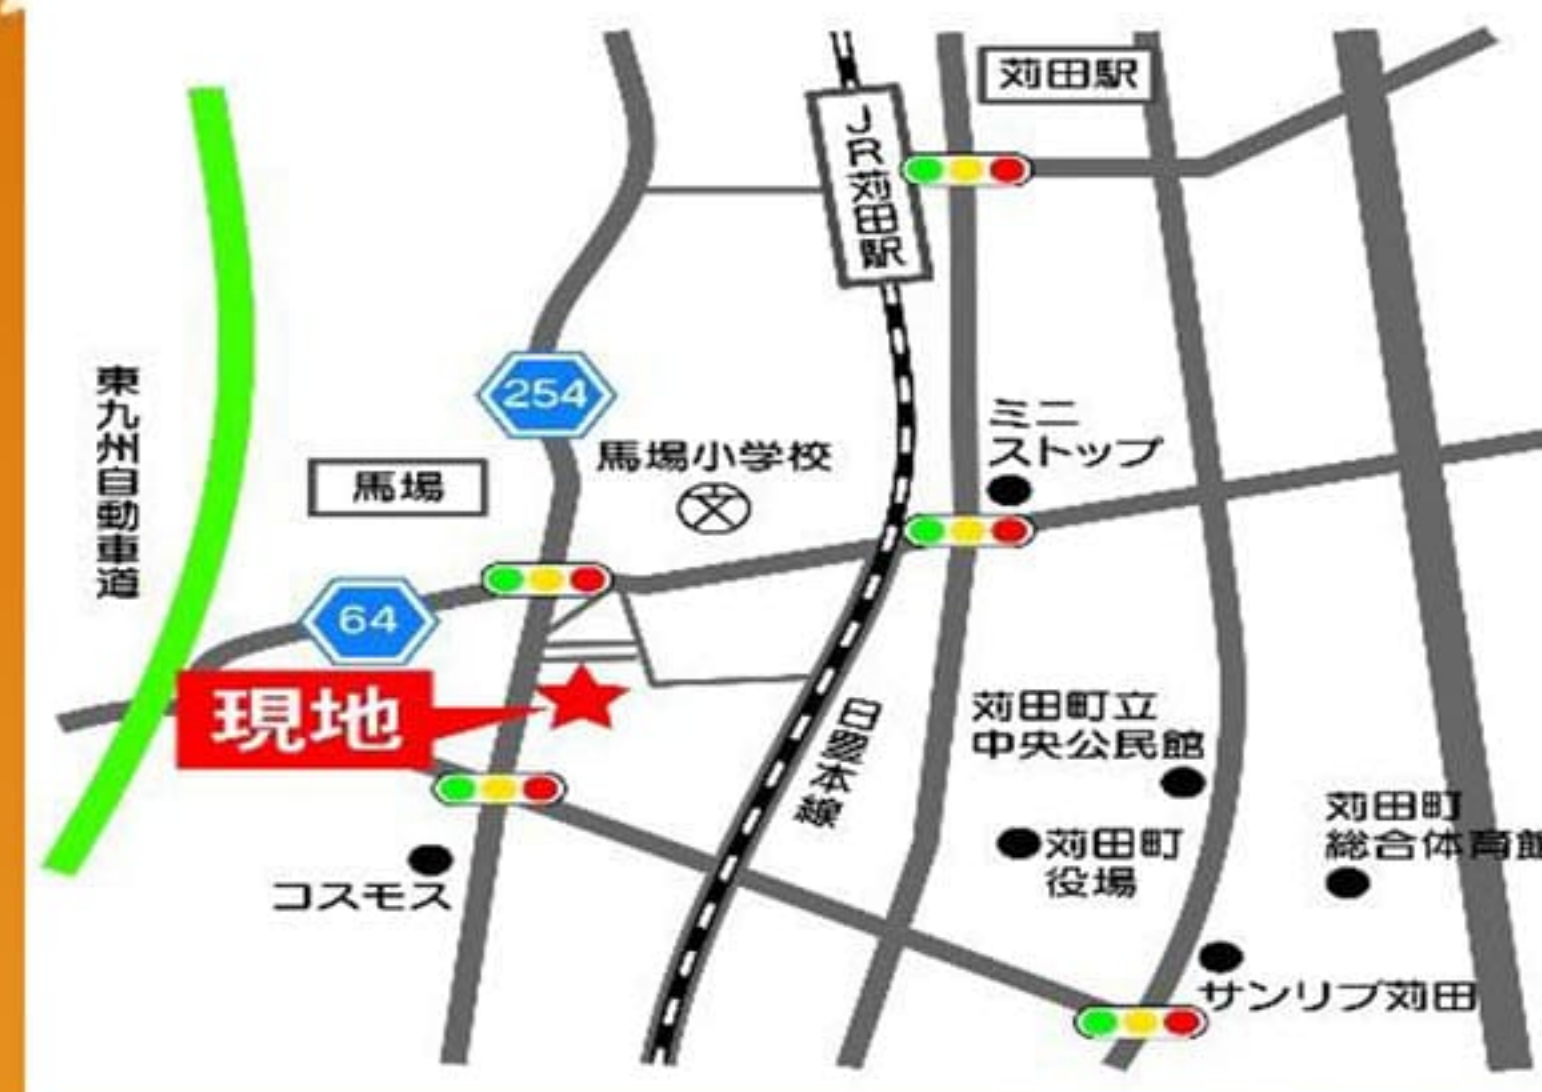 苅田駅
JR苅田駅
東九州自動車道
254
馬場
馬場小学校
ミニ
ストップ
64
現地
日豊本線
苅田町立
中央公民館
苅田町
役場
苅田町
総合体育館
コスモス
サンリブ苅田